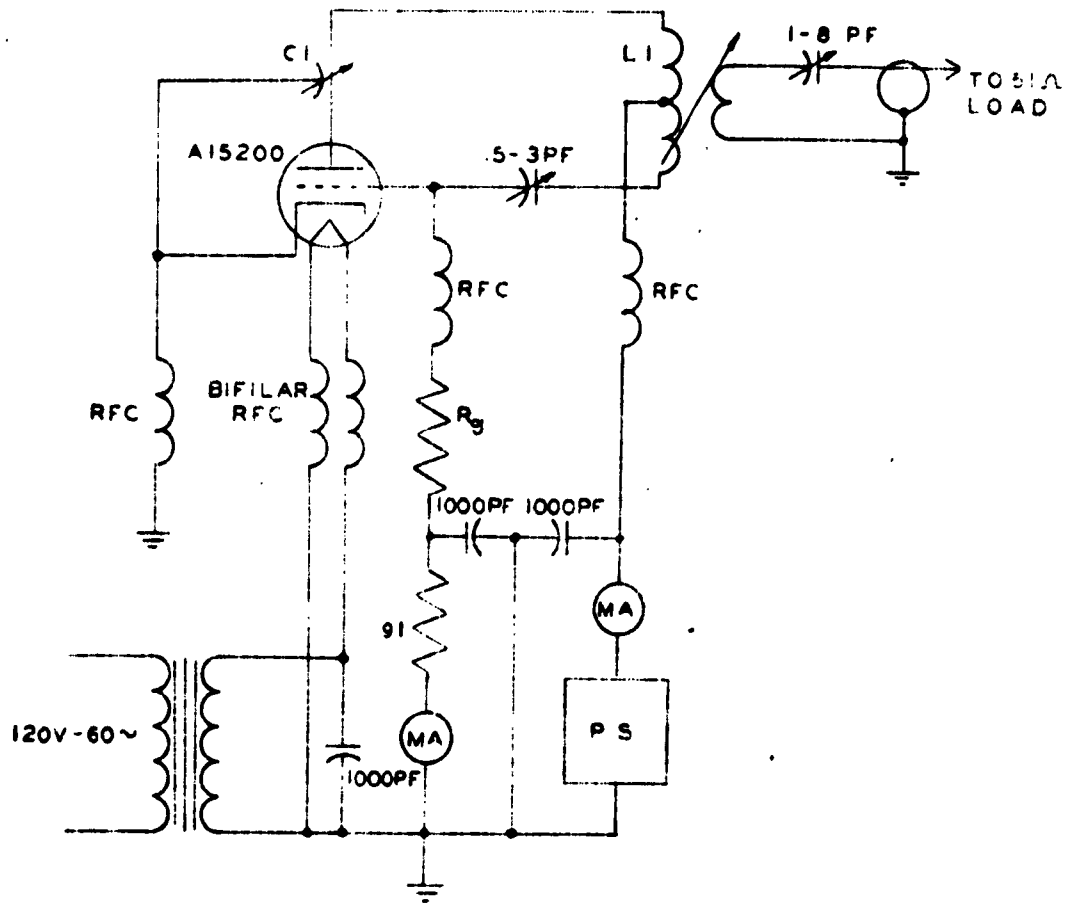 C1
L1
1-8 PF
TO 51Ω
LOAD
A15200
.5-3PF
RFC
RFC
RFC
BIFILAR
RFC
Rg
1000PF 1000PF
91
MA
MA
PS
120V-60~
1000PF